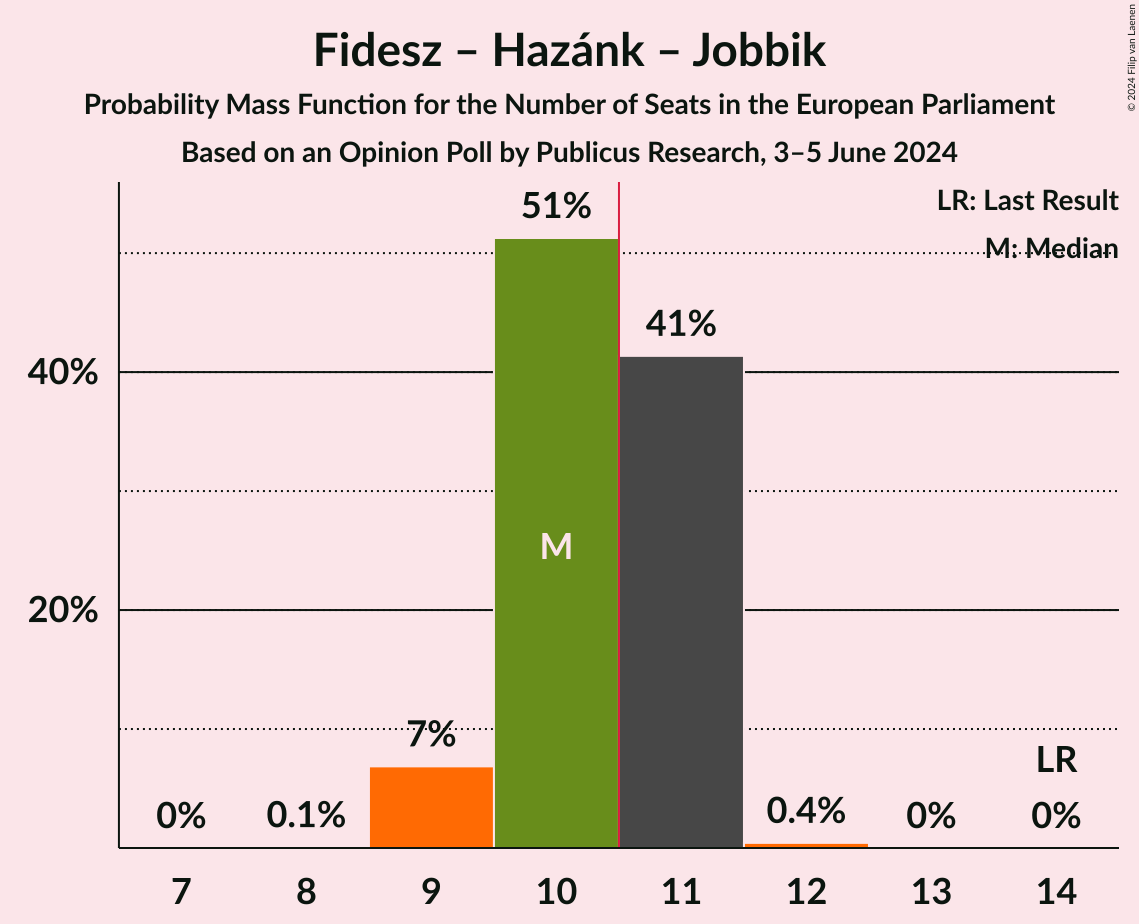 Fidesz – Hazánk – Jobbik
Probability Mass Function for the Number of Seats in the European Parliament
Based on an Opinion Poll by Publicus Research, 3–5 June 2024
© 2024 Filip van Laenen
LR: Last Result
M: Median
51%
41%
40%
M
20%
7%
LR
0%
0.1%
0.4%
0%
0%
7
8
9
10
11
12
13
14